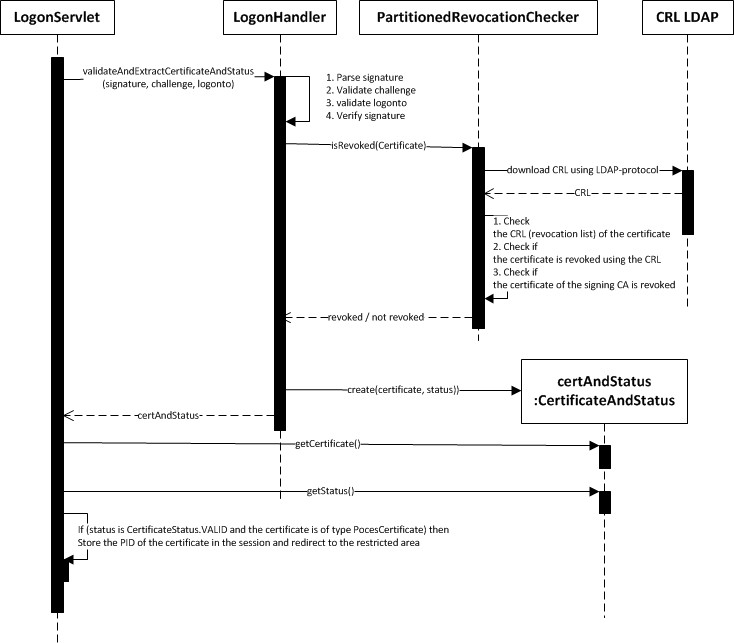 LogonServlet
LogonHandler
PartitionedRevocationChecker
CRL LDAP
validateAndExtractCertificateAndStatus
(signature, challenge, logonto)
1. Parse signature
2. Validate challenge
3. validate logonto
4. Verify signature
isRevoked(Certificate)
download CRL using LDAP-protocol
CRL
1. Check
the CRL (revocation list) of the certificate
2. Check if
the certificate is revoked using the CRL
3. Check if
the certificate of the signing CA is revoked
revoked / not revoked
create(certificate, status))
certAndStatus
:CertificateAndStatus
certAndStatus
getCertificate()
getStatus()
If (status is CertificateStatus.VALID and the certificate is of type PocesCertificate) then
Store the PID of the certificate in the session and redirect to the restricted area